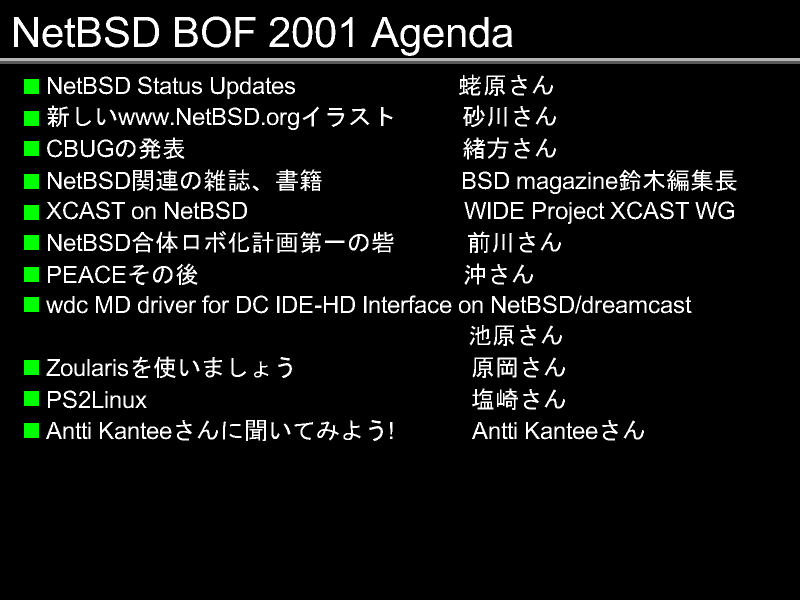 NetBSD BOF 2001 Agenda
NetBSD Status Updates 蛯原さん
新しいwww.NetBSD.orgイラスト 砂川さん
CBUGの発表 緒方さん
NetBSD関連の雑誌、書籍 BSD magazine鈴木編集長
XCAST on NetBSD WIDE Project XCAST WG
NetBSD合体ロボ化計画第一の砦 前川さん
PEACEその後 沖さん
wdc MD driver for DC IDE-HD Interface on NetBSD/dreamcast
池原さん
Zoularisを使いましょう 原岡さん
PS2Linux 塩崎さん
Antti Kanteeさんに聞いてみよう! Antti Kanteeさん